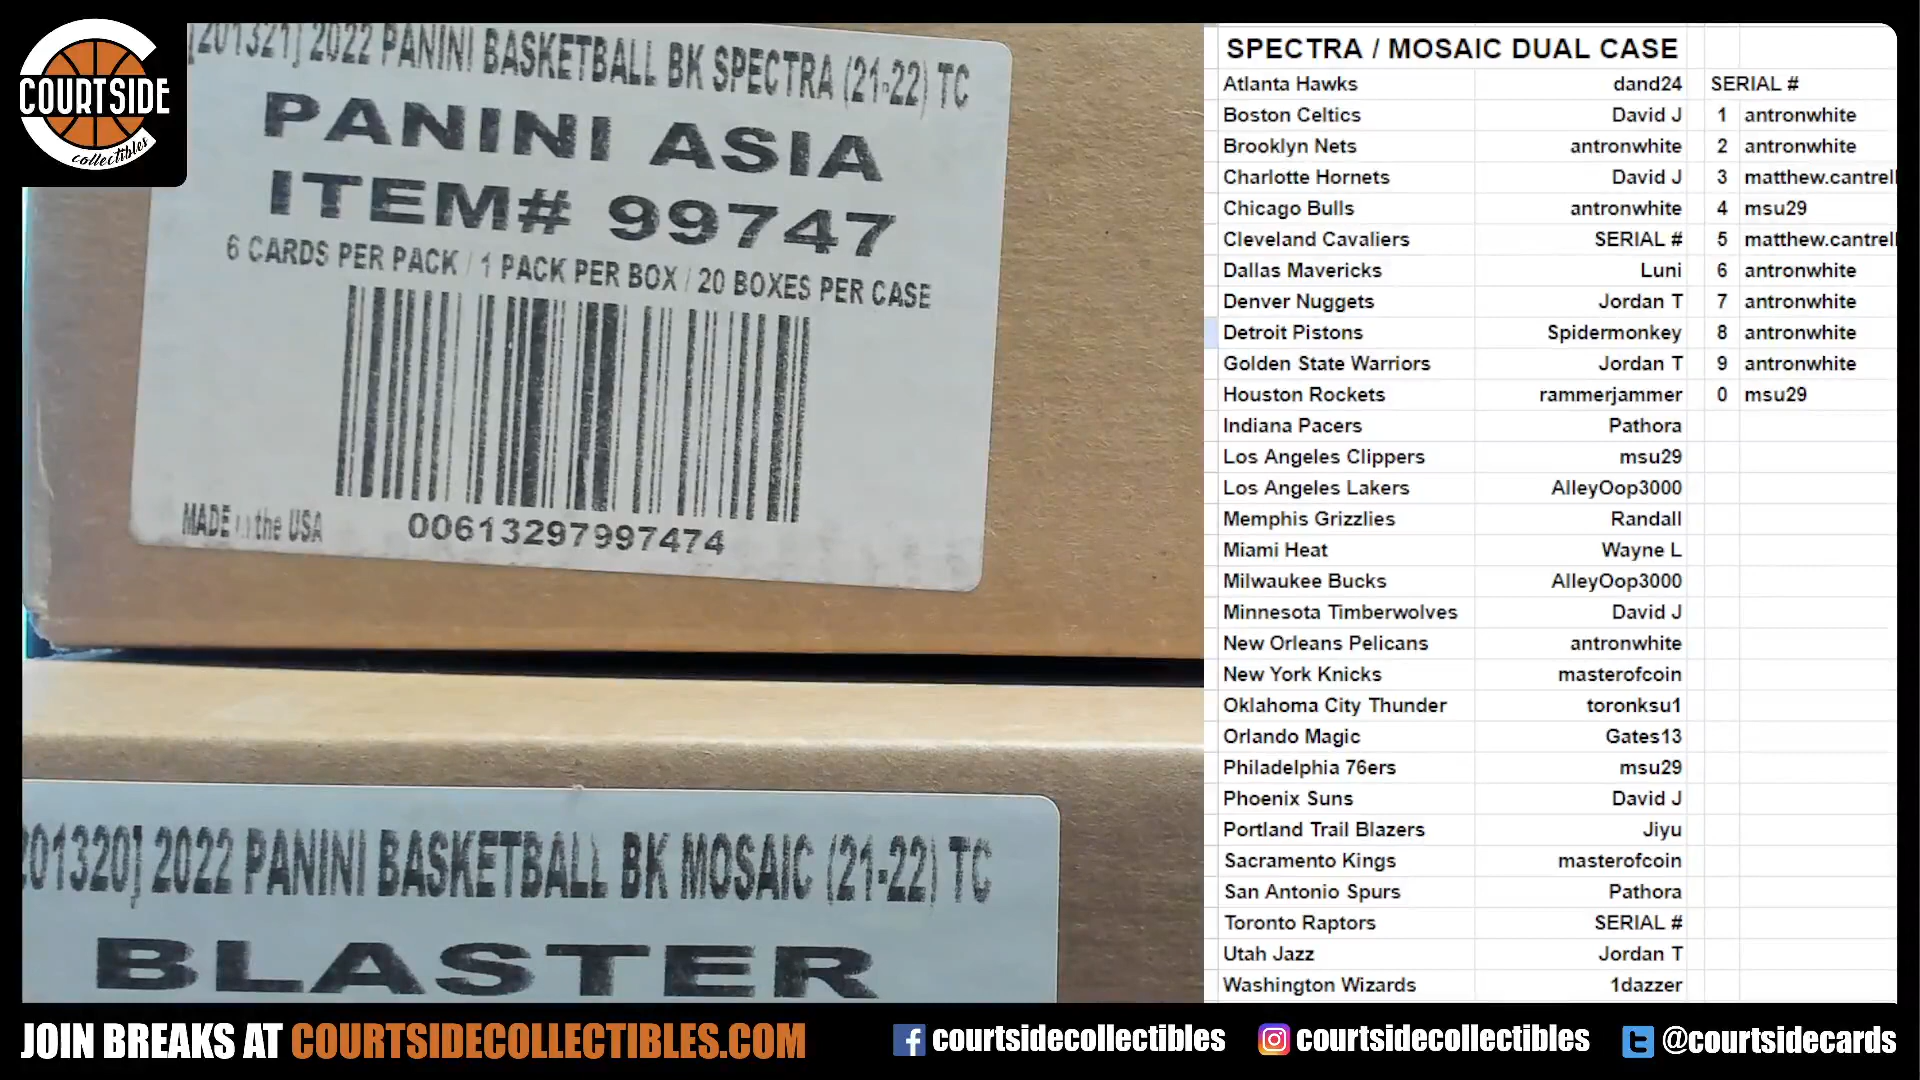 COURTSIDE
collectibles
[201321] 2022 PANINI BASKETBALL BK SPECTRA (21-22) TC
PANINI ASIA
ITEM# 99747
6 CARDS PER PACK / 1 PACK PER BOX / 20 BOXES PER CASE
MADE in the USA
00613297997474
01320] 2022 PANINI BASKETBALL BK MOSAIC (21-22) TC
BLASTER
SPECTRA / MOSAIC DUAL CASE
Atlanta Hawks dand24 SERIAL #
Boston Celtics David J 1 antronwhite
Brooklyn Nets antronwhite 2 antronwhite
Charlotte Hornets David J 3 matthew.cantrell
Chicago Bulls antronwhite 4 msu29
Cleveland Cavaliers SERIAL # 5 matthew.cantrell
Dallas Mavericks Luni 6 antronwhite
Denver Nuggets Jordan T 7 antronwhite
Detroit Pistons Spidermonkey 8 antronwhite
Golden State Warriors Jordan T 9 antronwhite
Houston Rockets rammerjammer 0 msu29
Indiana Pacers Pathora
Los Angeles Clippers msu29
Los Angeles Lakers AlleyOop3000
Memphis Grizzlies Randall
Miami Heat Wayne L
Milwaukee Bucks AlleyOop3000
Minnesota Timberwolves David J
New Orleans Pelicans antronwhite
New York Knicks masterofcoin
Oklahoma City Thunder toronksu1
Orlando Magic Gates13
Philadelphia 76ers msu29
Phoenix Suns David J
Portland Trail Blazers Jiyu
Sacramento Kings masterofcoin
San Antonio Spurs Pathora
Toronto Raptors SERIAL #
Utah Jazz Jordan T
Washington Wizards 1dazzer
JOIN BREAKS AT COURTSIDECOLLECTIBLES.COM
courtsidecollectibles
courtsidecollectibles
@courtsidecards